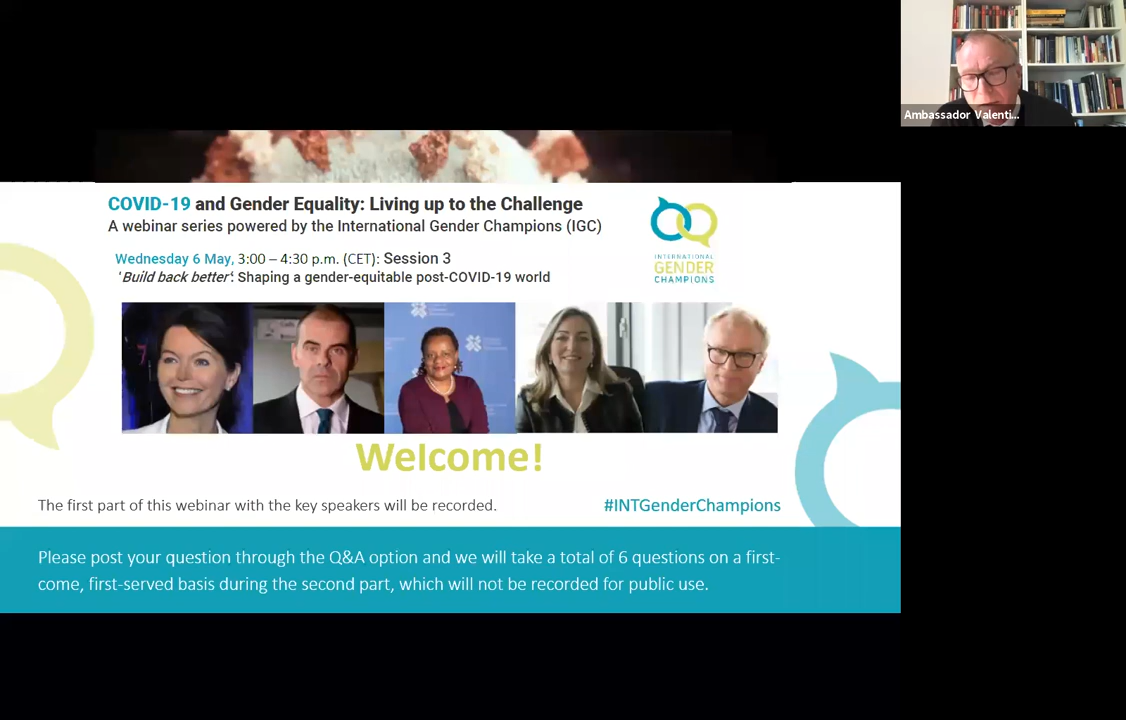 Ambassador Valenti...
COVID-19 and Gender Equality: Living up to the Challenge
A webinar series powered by the International Gender Champions (IGC)
INTERNATIONAL
GENDER
CHAMPIONS
Wednesday 6 May, 3:00 – 4:30 p.m. (CET): Session 3
'Build back better': Shaping a gender-equitable post-COVID-19 world
Welcome!
The first part of this webinar with the key speakers will be recorded.
#INTGenderChampions
Please post your question through the Q&A option and we will take a total of 6 questions on a first-
come, first-served basis during the second part, which will not be recorded for public use.